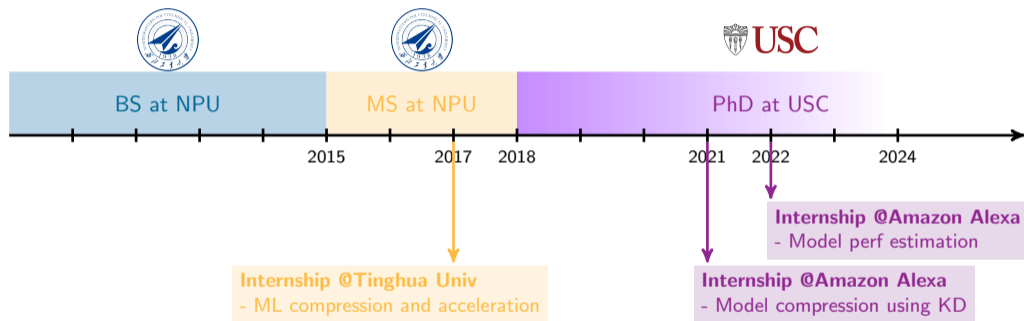 USC
BS at NPU
MS at NPU
PhD at USC
2015
2017
2018
2021
2022
2024
Internship @Amazon Alexa
- Model perf estimation
Internship @Tinghua Univ
- ML compression and acceleration
Internship @Amazon Alexa
- Model compression using KD